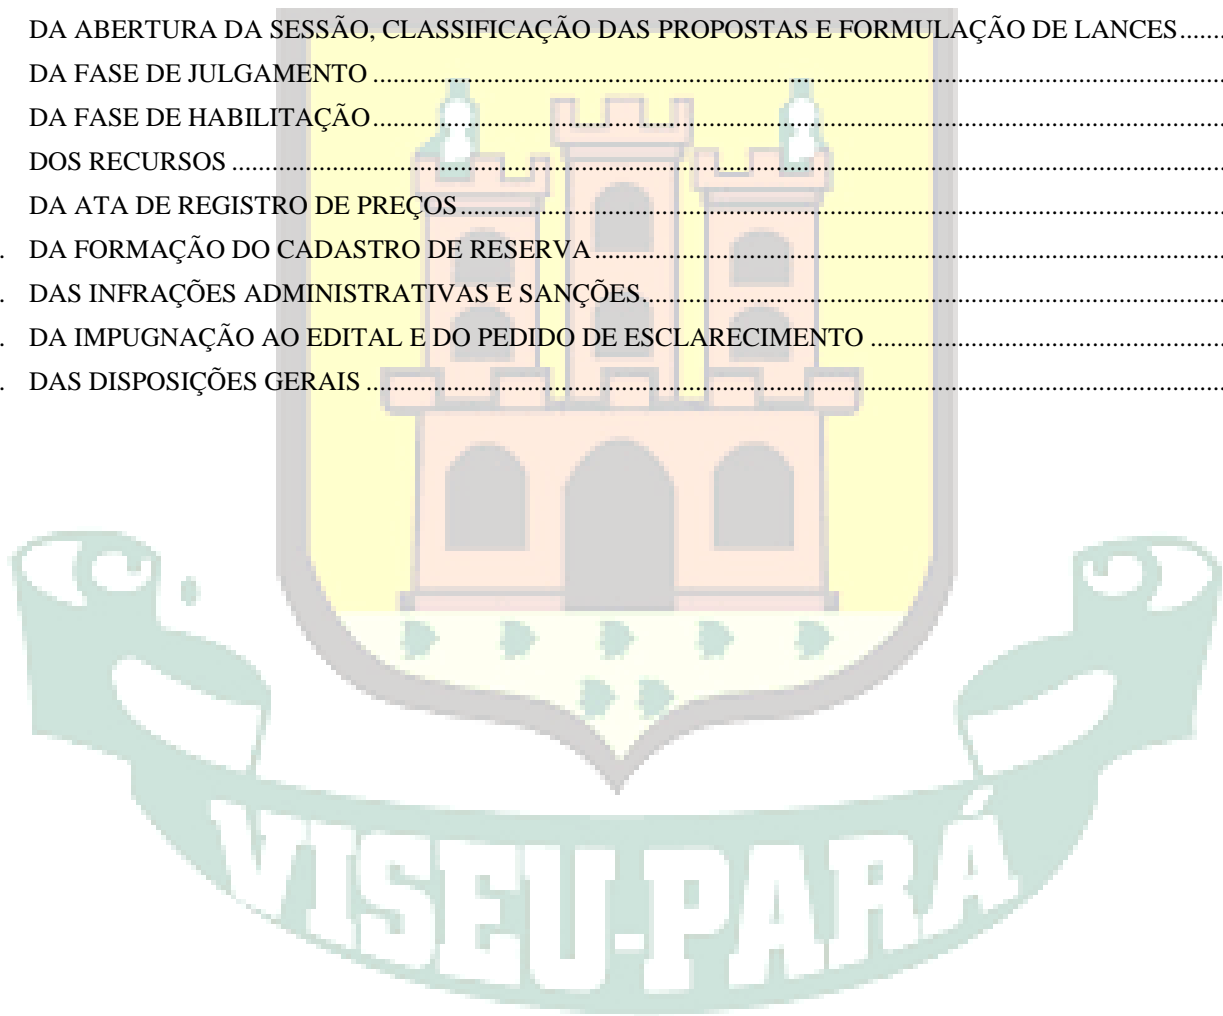 DA ABERTURA DA SESSÃO, CLASSIFICAÇÃO DAS PROPOSTAS E FORMULAÇÃO DE LANCES.......
DA FASE DE JULGAMENTO ..........................................................
DA FASE DE HABILITAÇÃO..........................................................
DOS RECURSOS ..........................................................
DA ATA DE REGISTRO DE PREÇOS..........................................................
. DA FORMAÇÃO DO CADASTRO DE RESERVA ..........................................................
. DAS INFRAÇÕES ADMINISTRATIVAS E SANÇÕES..........................................................
. DA IMPUGNAÇÃO AO EDITAL E DO PEDIDO DE ESCLARECIMENTO ..........................................................
. DAS DISPOSIÇÕES GERAIS ..........................................................
VISEU-PARÁ